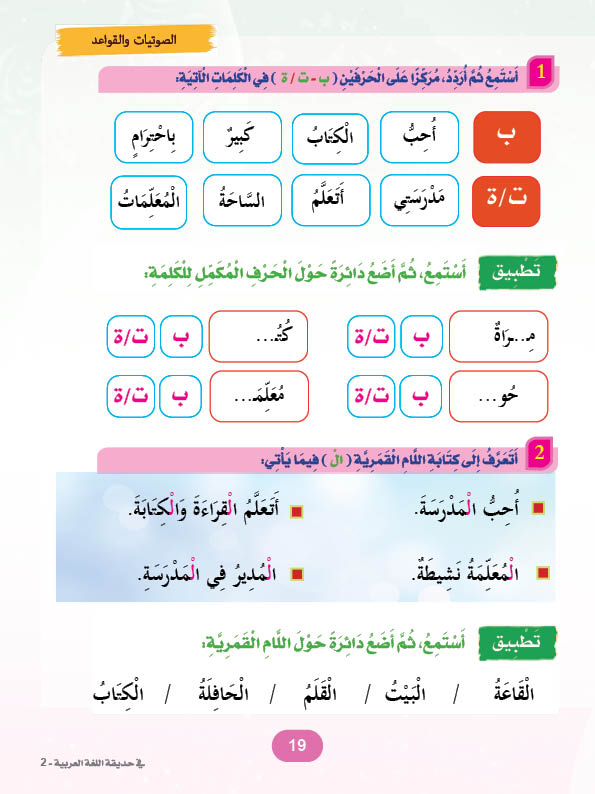 الصوتيات والقواعد
1 أَسْتَمِعُ ثُمَّ أُرَدِّدُ، مُرَكِّزًا عَلَى الْحَرْفَيْنِ ( ب - ت / ة ) فِي الْكَلِمَاتِ الْآتِيَةِ:
ب أُحِبُّ الْكِتَابُ كَبِيرٌ بِاحْتِرَامٍ
ت/ة مَدْرَسَتِي أَتَعَلَّمُ السَّاحَةُ الْمُعَلِّمَاتُ
تَطْبِيق أَسْتَمِعُ، ثُمَّ أَضَعُ دَائِرَةً حَوْلَ الْحَرْفِ الْمُكَمِّلِ لِلْكَلِمَةِ:
مِـ...ـرَاةٌ ب ت/ة كُتُـ... ب ت/ة
حُو... ب ت/ة مُعَلِّمَـ... ب ت/ة
2 أَتَعَرَّفُ إِلَى كِتَابَةِ اللَّامِ الْقَمَرِيَّةِ ( الْ ) فِيمَا يَأْتِي:
أُحِبُّ الْمَدْرَسَةَ. أَتَعَلَّمُ الْقِرَاءَةَ وَالْكِتَابَةَ.
الْمُعَلِّمَةُ نَشِيطَةٌ. الْمُدِيرُ فِي الْمَدْرَسَةِ.
تَطْبِيق أَسْتَمِعُ، ثُمَّ أَضَعُ دَائِرَةً حَوْلَ اللَّامِ الْقَمَرِيَّةِ:
الْقَاعَةُ / الْبَيْتُ / الْقَلَمُ / الْحَافِلَةُ / الْكِتَابُ
19
في حديقة اللغة العربية - 2